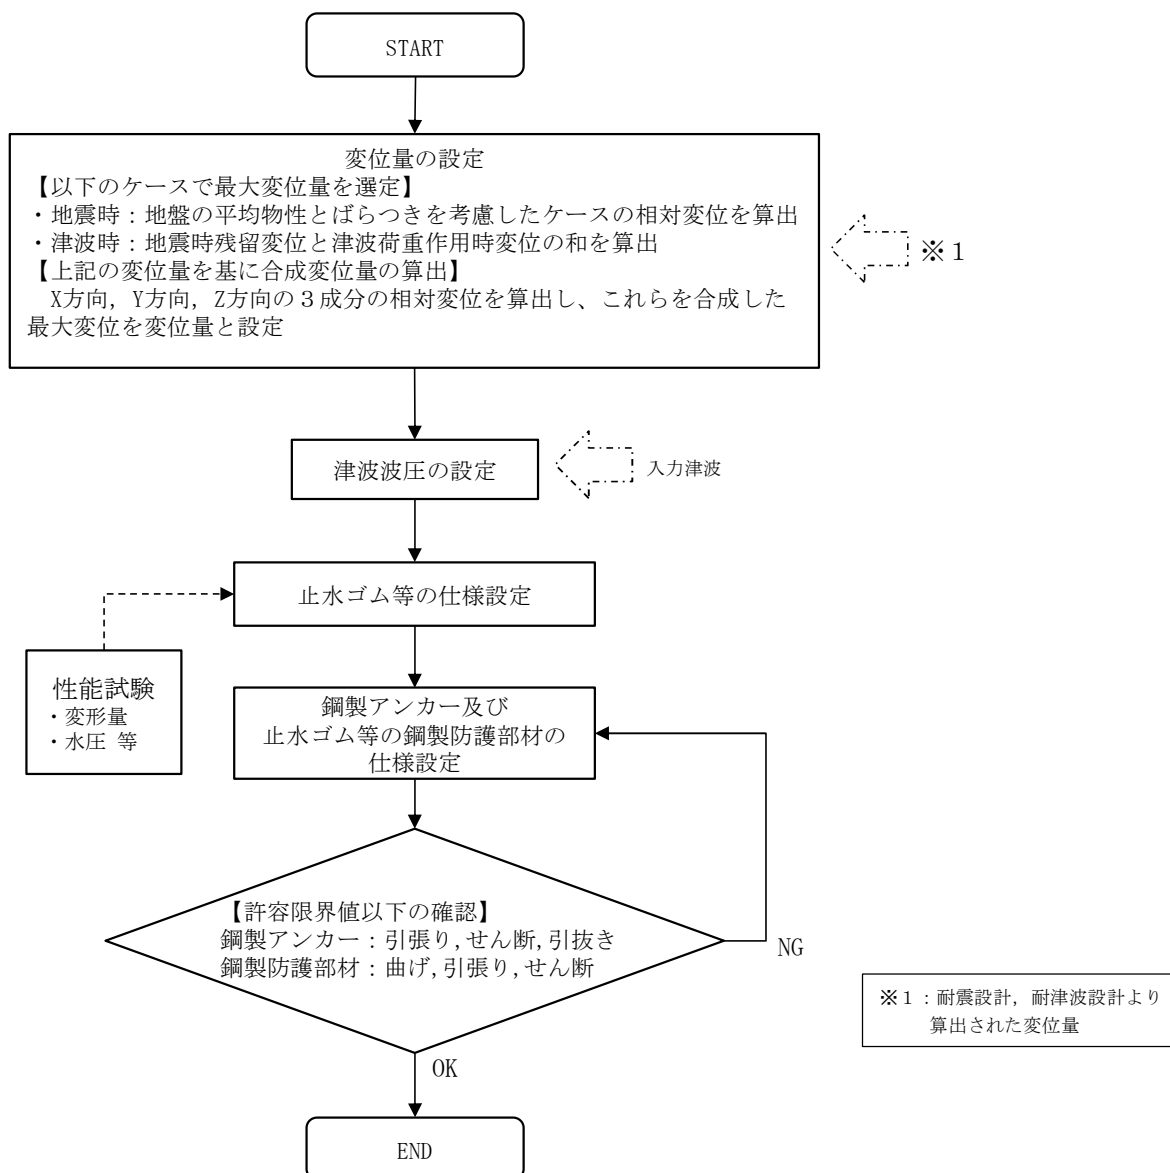 START
変位量の設定
【以下のケースで最大変位量を選定】
・地震時：地盤の平均物性とばらつきを考慮したケースの相対変位を算出
・津波時：地震時残留変位と津波荷重作用時変位の和を算出
【上記の変位量を基に合成変位量の算出】
X方向，Y方向，Z方向の３成分の相対変位を算出し、これらを合成した
最大変位を変位量と設定
※１
津波波圧の設定
入力津波
止水ゴム等の仕様設定
性能試験
・変形量
・水圧 等
鋼製アンカー及び
止水ゴム等の鋼製防護部材の
仕様設定
【許容限界値以下の確認】
鋼製アンカー：引張り,せん断,引抜き
鋼製防護部材：曲げ,引張り,せん断
NG
※１：耐震設計，耐津波設計より
算出された変位量
OK
END